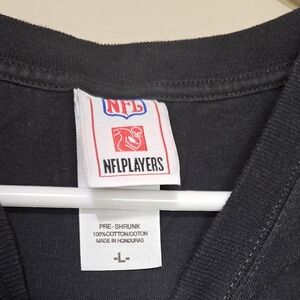 NFL
NFLPLAYERS
PRE-SHRUNK
100%COTTON/COTON
MADE IN HONDURAS
-L-